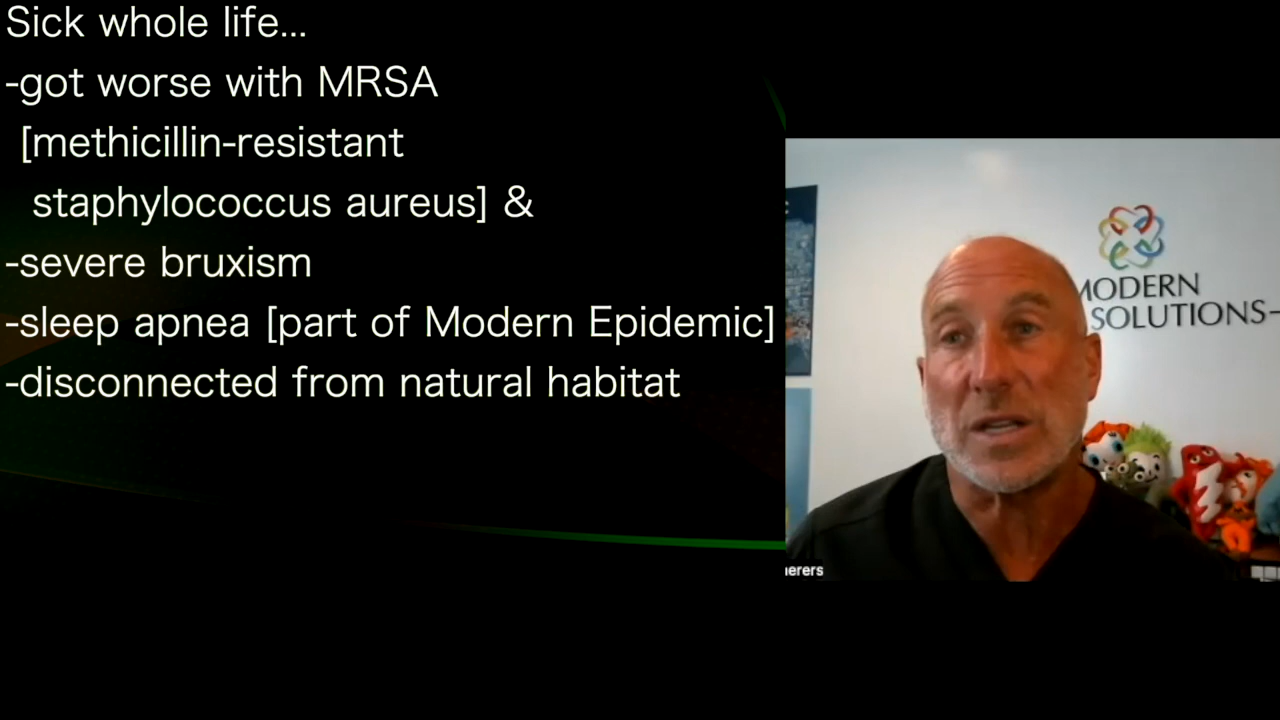 Sick whole life...
-got worse with MRSA
[methicillin-resistant
staphylococcus aureus] &
-severe bruxism
-sleep apnea [part of Modern Epidemic]
-disconnected from natural habitat
MODERN
SOLUTIONS-